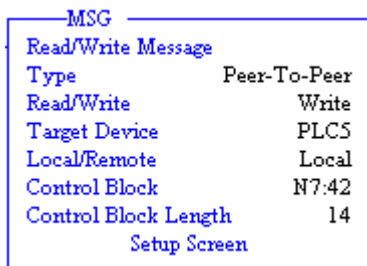 MSG
Read/Write Message
Type Peer-To-Peer
Read/Write Write
Target Device PLC5
Local/Remote Local
Control Block N7:42
Control Block Length 14
Setup Screen